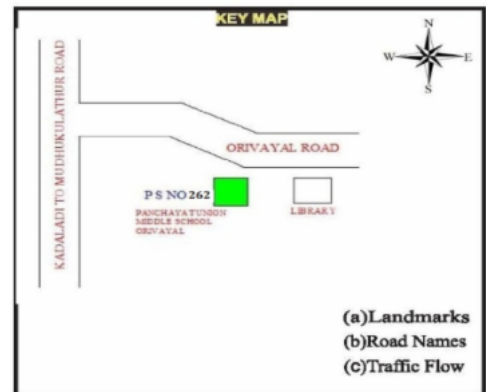 KEY MAP
N
W E
S
KADALADI TO MUDHUKULATHUR ROAD
ORIVAYAL ROAD
P S NO 262
PANCHAYATUNION
MIDDLE SCHOOL
ORIVAYAL
LIBRARY
(a)Landmarks
(b)Road Names
(c)Traffic Flow